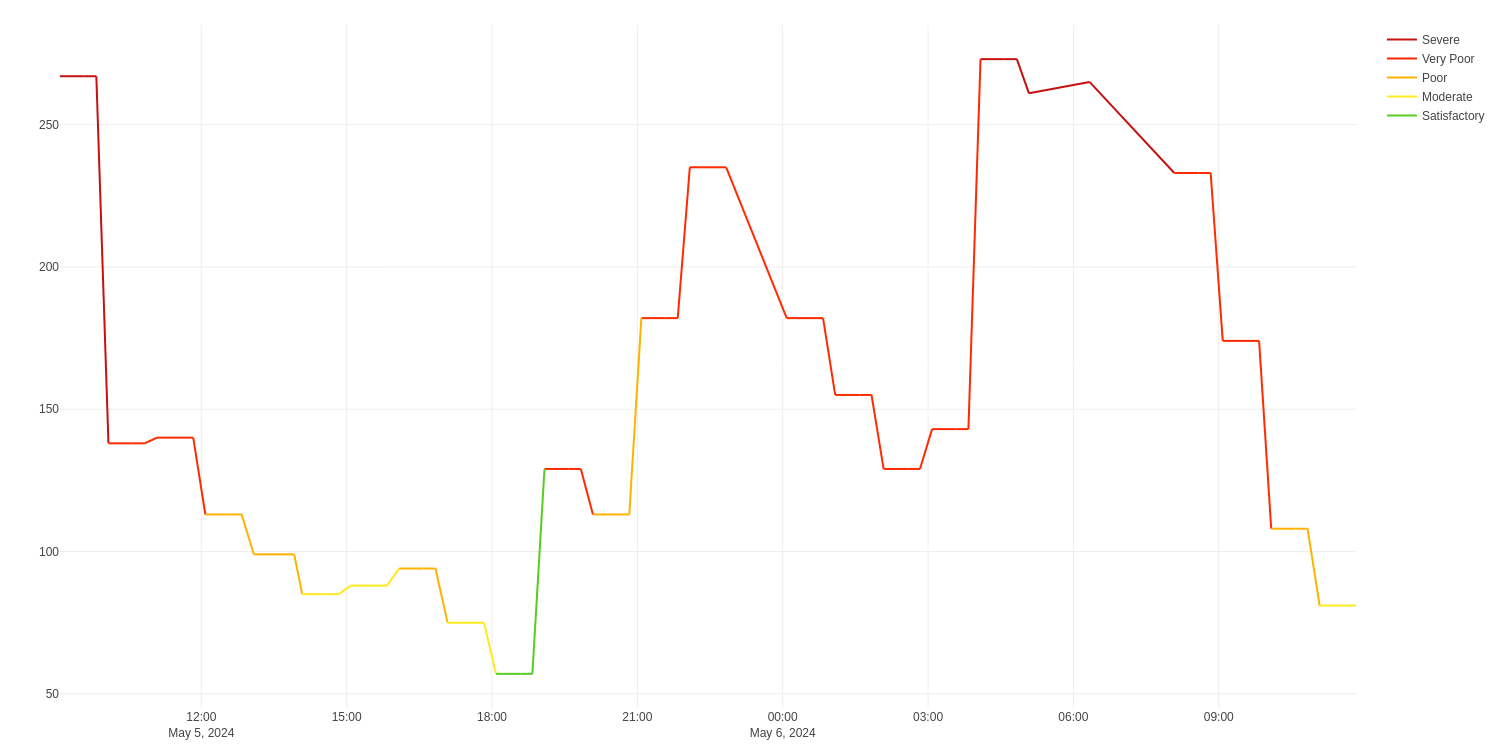 Severe
Very Poor
Poor
Moderate
Satisfactory
250
200
150
100
50
12:00
May 5, 2024
15:00
18:00
21:00
00:00
May 6, 2024
03:00
06:00
09:00